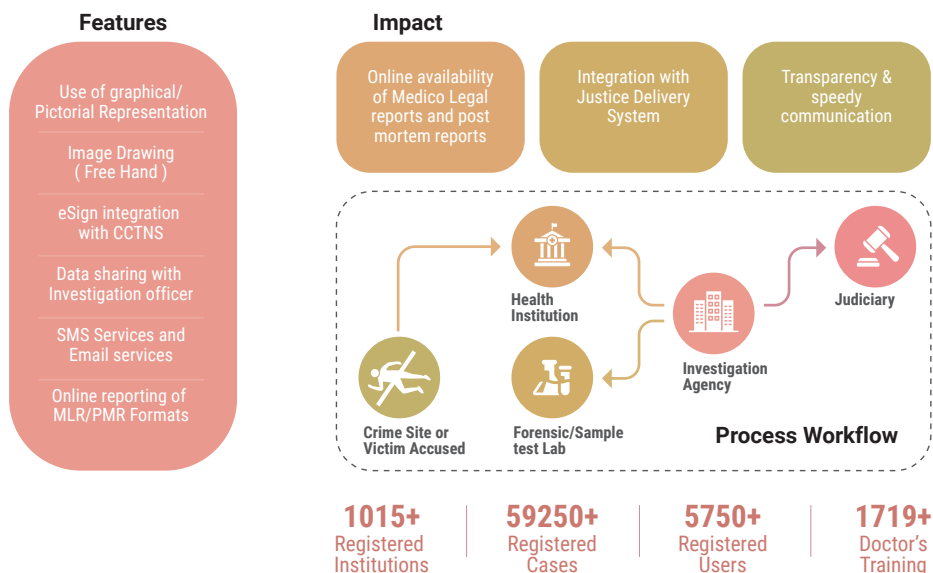 Features
Use of graphical/
Pictorial Representation
Image Drawing
( Free Hand )
eSign integration
with CCTNS
Data sharing with
Investigation officer
SMS Services and
Email services
Online reporting of
MLR/PMR Formats
Impact
Online availability
of Medico Legal
reports and post
mortem reports
Integration with
Justice Delivery
System
Transparency &
speedy
communication
Health
Institution
Judiciary
Investigation
Agency
Crime Site or
Victim Accused
Forensic/Sample
test Lab
Process Workflow
1015+
Registered
Institutions
59250+
Registered
Cases
5750+
Registered
Users
1719+
Doctor's
Training